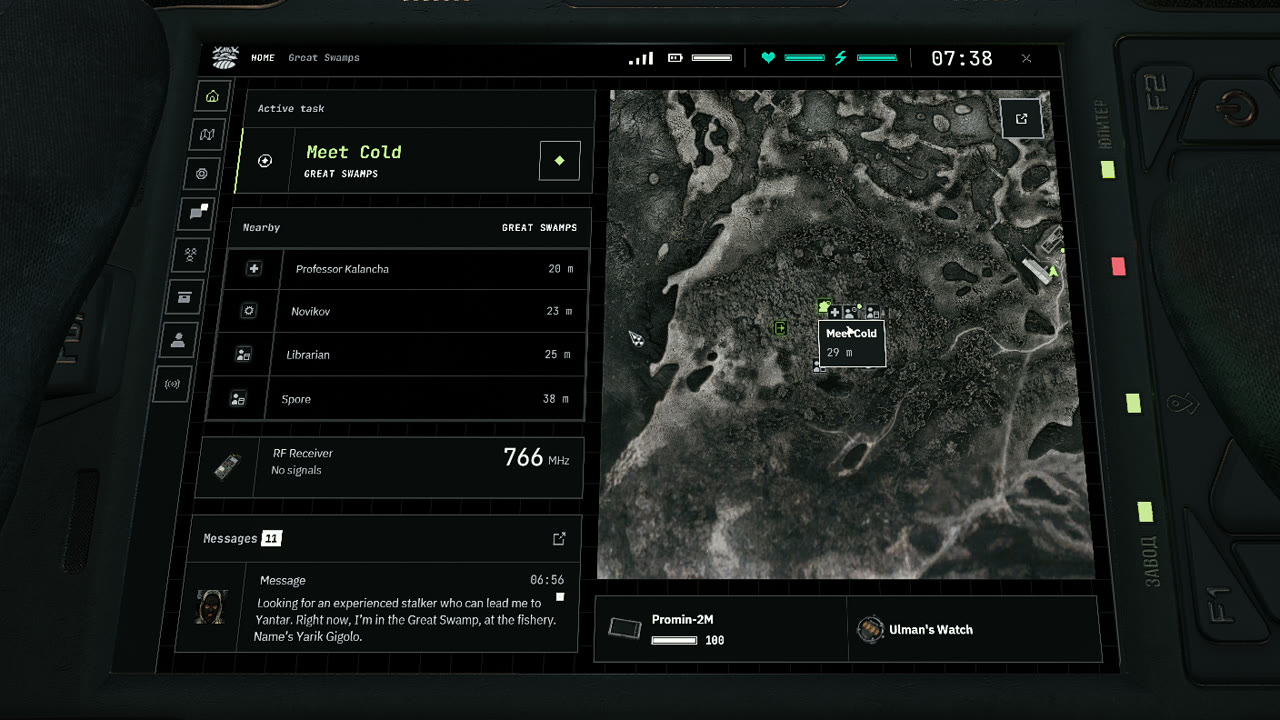 HOME Great Swamps 07:38
Active task
Meet Cold
GREAT SWAMPS
Nearby GREAT SWAMPS
Professor Kalancha 20 m
Novikov 23 m
Librarian 25 m
Spore 38 m
RF Receiver
No signals
766 MHz
Messages 11
Message 06:56
Looking for an experienced stalker who can lead me to
Yantar. Right now, I'm in the Great Swamp, at the fishery.
Name's Yarik Gigolo.
Meet Cold
29 m
Promin-2M
100
Ulman's Watch
ЮПИТЕР
ЗАВОД
F2
F1